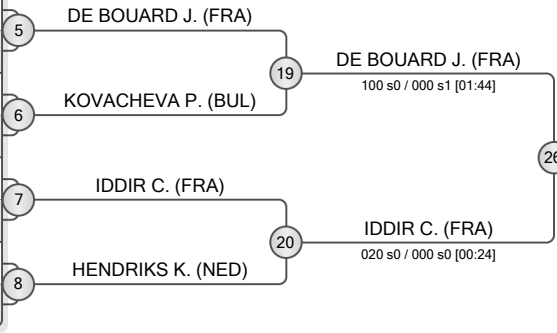 DE BOUARD J. (FRA)
5
19
DE BOUARD J. (FRA)
100 s0 / 000 s1 [01:44]
KOVACHEVA P. (BUL)
6
26
IDDIR C. (FRA)
7
20
IDDIR C. (FRA)
020 s0 / 000 s0 [00:24]
HENDRIKS K. (NED)
8